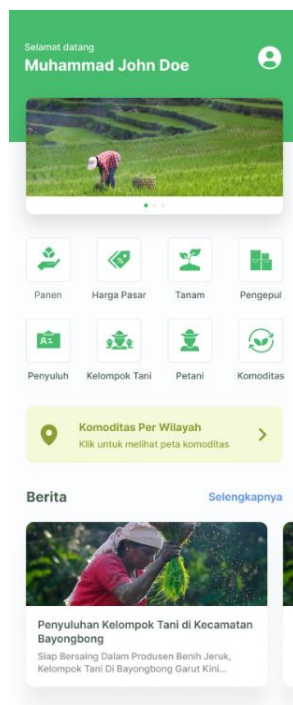 Selamat datang
Muhammad John Doe
Panen Harga Pasar Tanam Pengepul
Penyuluh Kelompok Tani Petani Komoditas
Komoditas Per Wilayah
Klik untuk melihat peta komoditas
Berita Selengkapnya
Penyuluhan Kelompok Tani di Kecamatan
Bayongbong
Siap Bersaing Dalam Produsen Benih Jeruk,
Kelompok Tani Di Bayongbong Garut Kini...